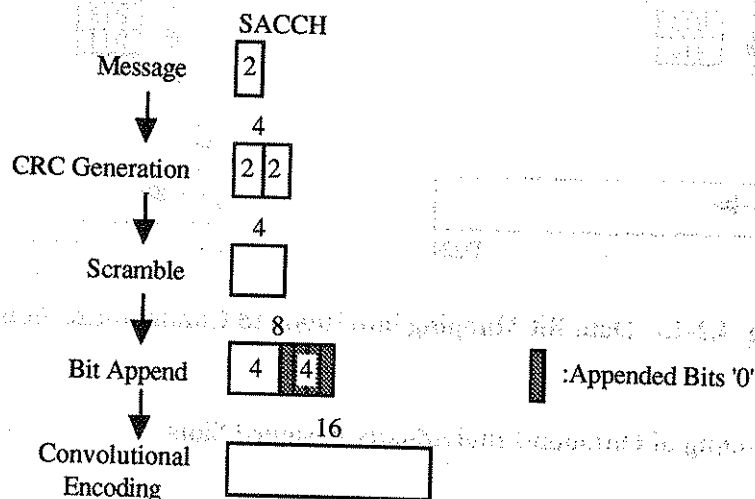 SACCH
Message
2
4
CRC Generation
2 2
4
Scramble
8
Bit Append
4 4
:Appended Bits '0'
16
Convolutional
Encoding